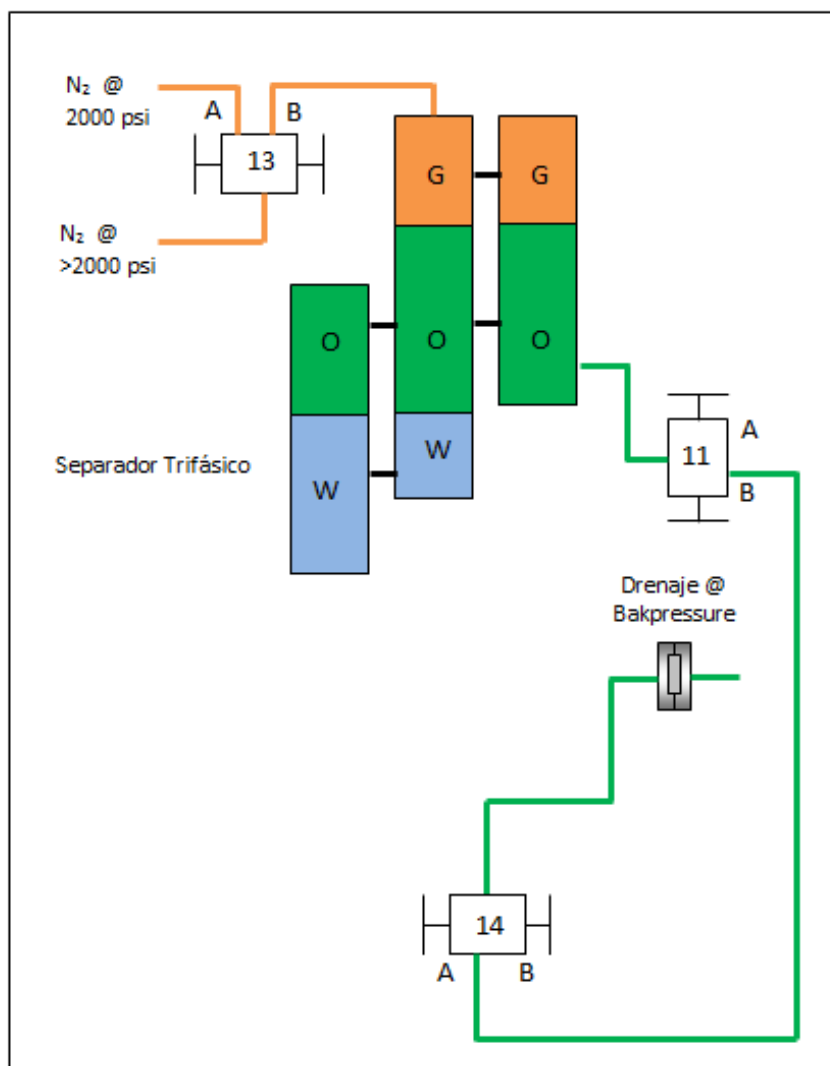 N₂ @
2000 psi
A
B
13
N₂ @
>2000 psi
G
G
O
O
O
W
W
Separador Trifásico
A
11
B
Drenaje @
Bakpressure
14
A
B